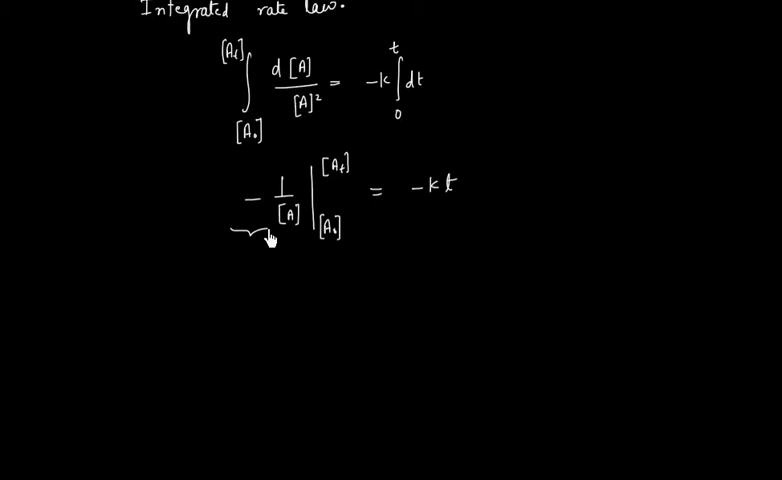 Integrated rate law.
∫_{[A₀]}^{[Aₜ]} d[A]/[A]² = -k ∫_{0}^{t} dt
- 1/[A] |_{[A₀]}^{[Aₜ]} = -kt